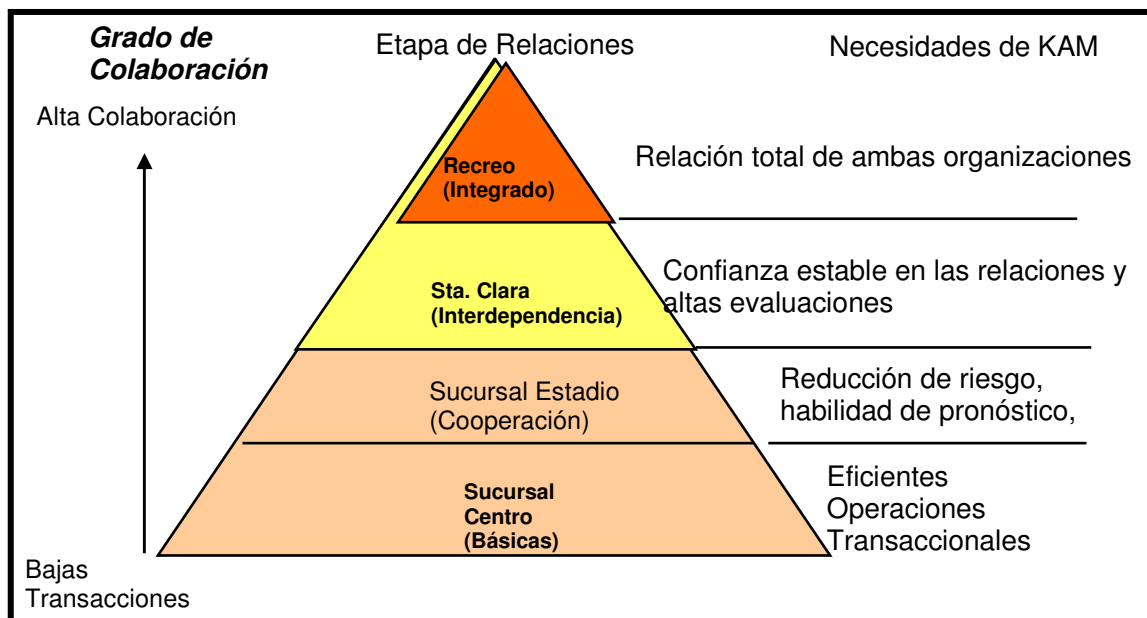 Grado de
Colaboración
Etapa de Relaciones
Necesidades de KAM
Alta Colaboración
Recreo
(Integrado)
Relación total de ambas organizaciones
Sta. Clara
(Interdependencia)
Confianza estable en las relaciones y
altas evaluaciones
Sucursal Estadio
(Cooperación)
Reducción de riesgo,
habilidad de pronóstico,
Sucursal
Centro
(Básicas)
Eficientes
Operaciones
Transaccionales
Bajas
Transacciones